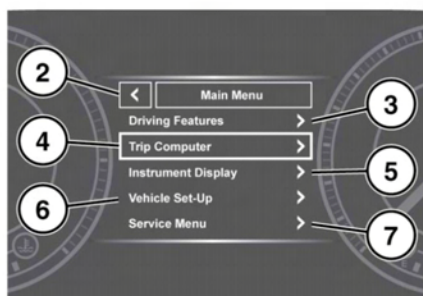 2
< Main Menu
3
Driving Features >
4
Trip Computer >
Instrument Display >
5
6
Vehicle Set-Up >
Service Menu >
7